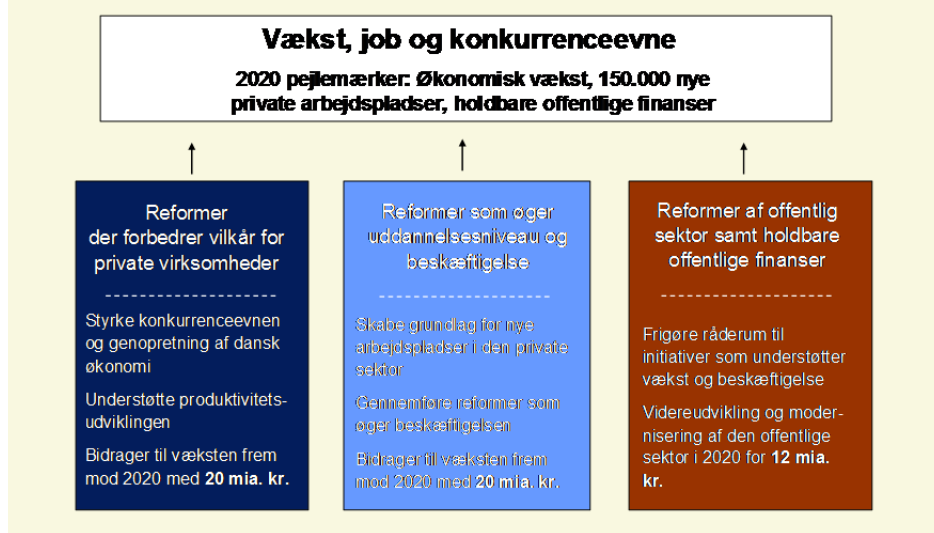 Vækst, job og konkurrenceevne
2020 pejlemærker: Økonomisk vækst, 150.000 nye
private arbejdspladser, holdbare offentlige finanser
Reformer
der forbedrer vilkår for
private virksomheder
--------------------
Styrke konkurrenceevnen
og genopretning af dansk
økonomi
Understøtte produktivitets-
udviklingen
Bidrager til væksten frem
mod 2020 med 20 mia. kr.
Reformer som øger
uddannelsesniveau og
beskæftigelse
--------------------
Skabe grundlag for nye
arbejdspladser i den private
sektor
Gennemføre reformer som
øger beskæftigelsen
Bidrager til væksten frem
mod 2020 med 20 mia. kr.
Reformer af offentlig
sektor samt holdbare
offentlige finanser
--------------------
Frigøre råderum til
initiativer som understøtter
vækst og beskæftigelse
Videreudvikling og moder-
nisering af den offentlige
sektor i 2020 for 12 mia.
kr.